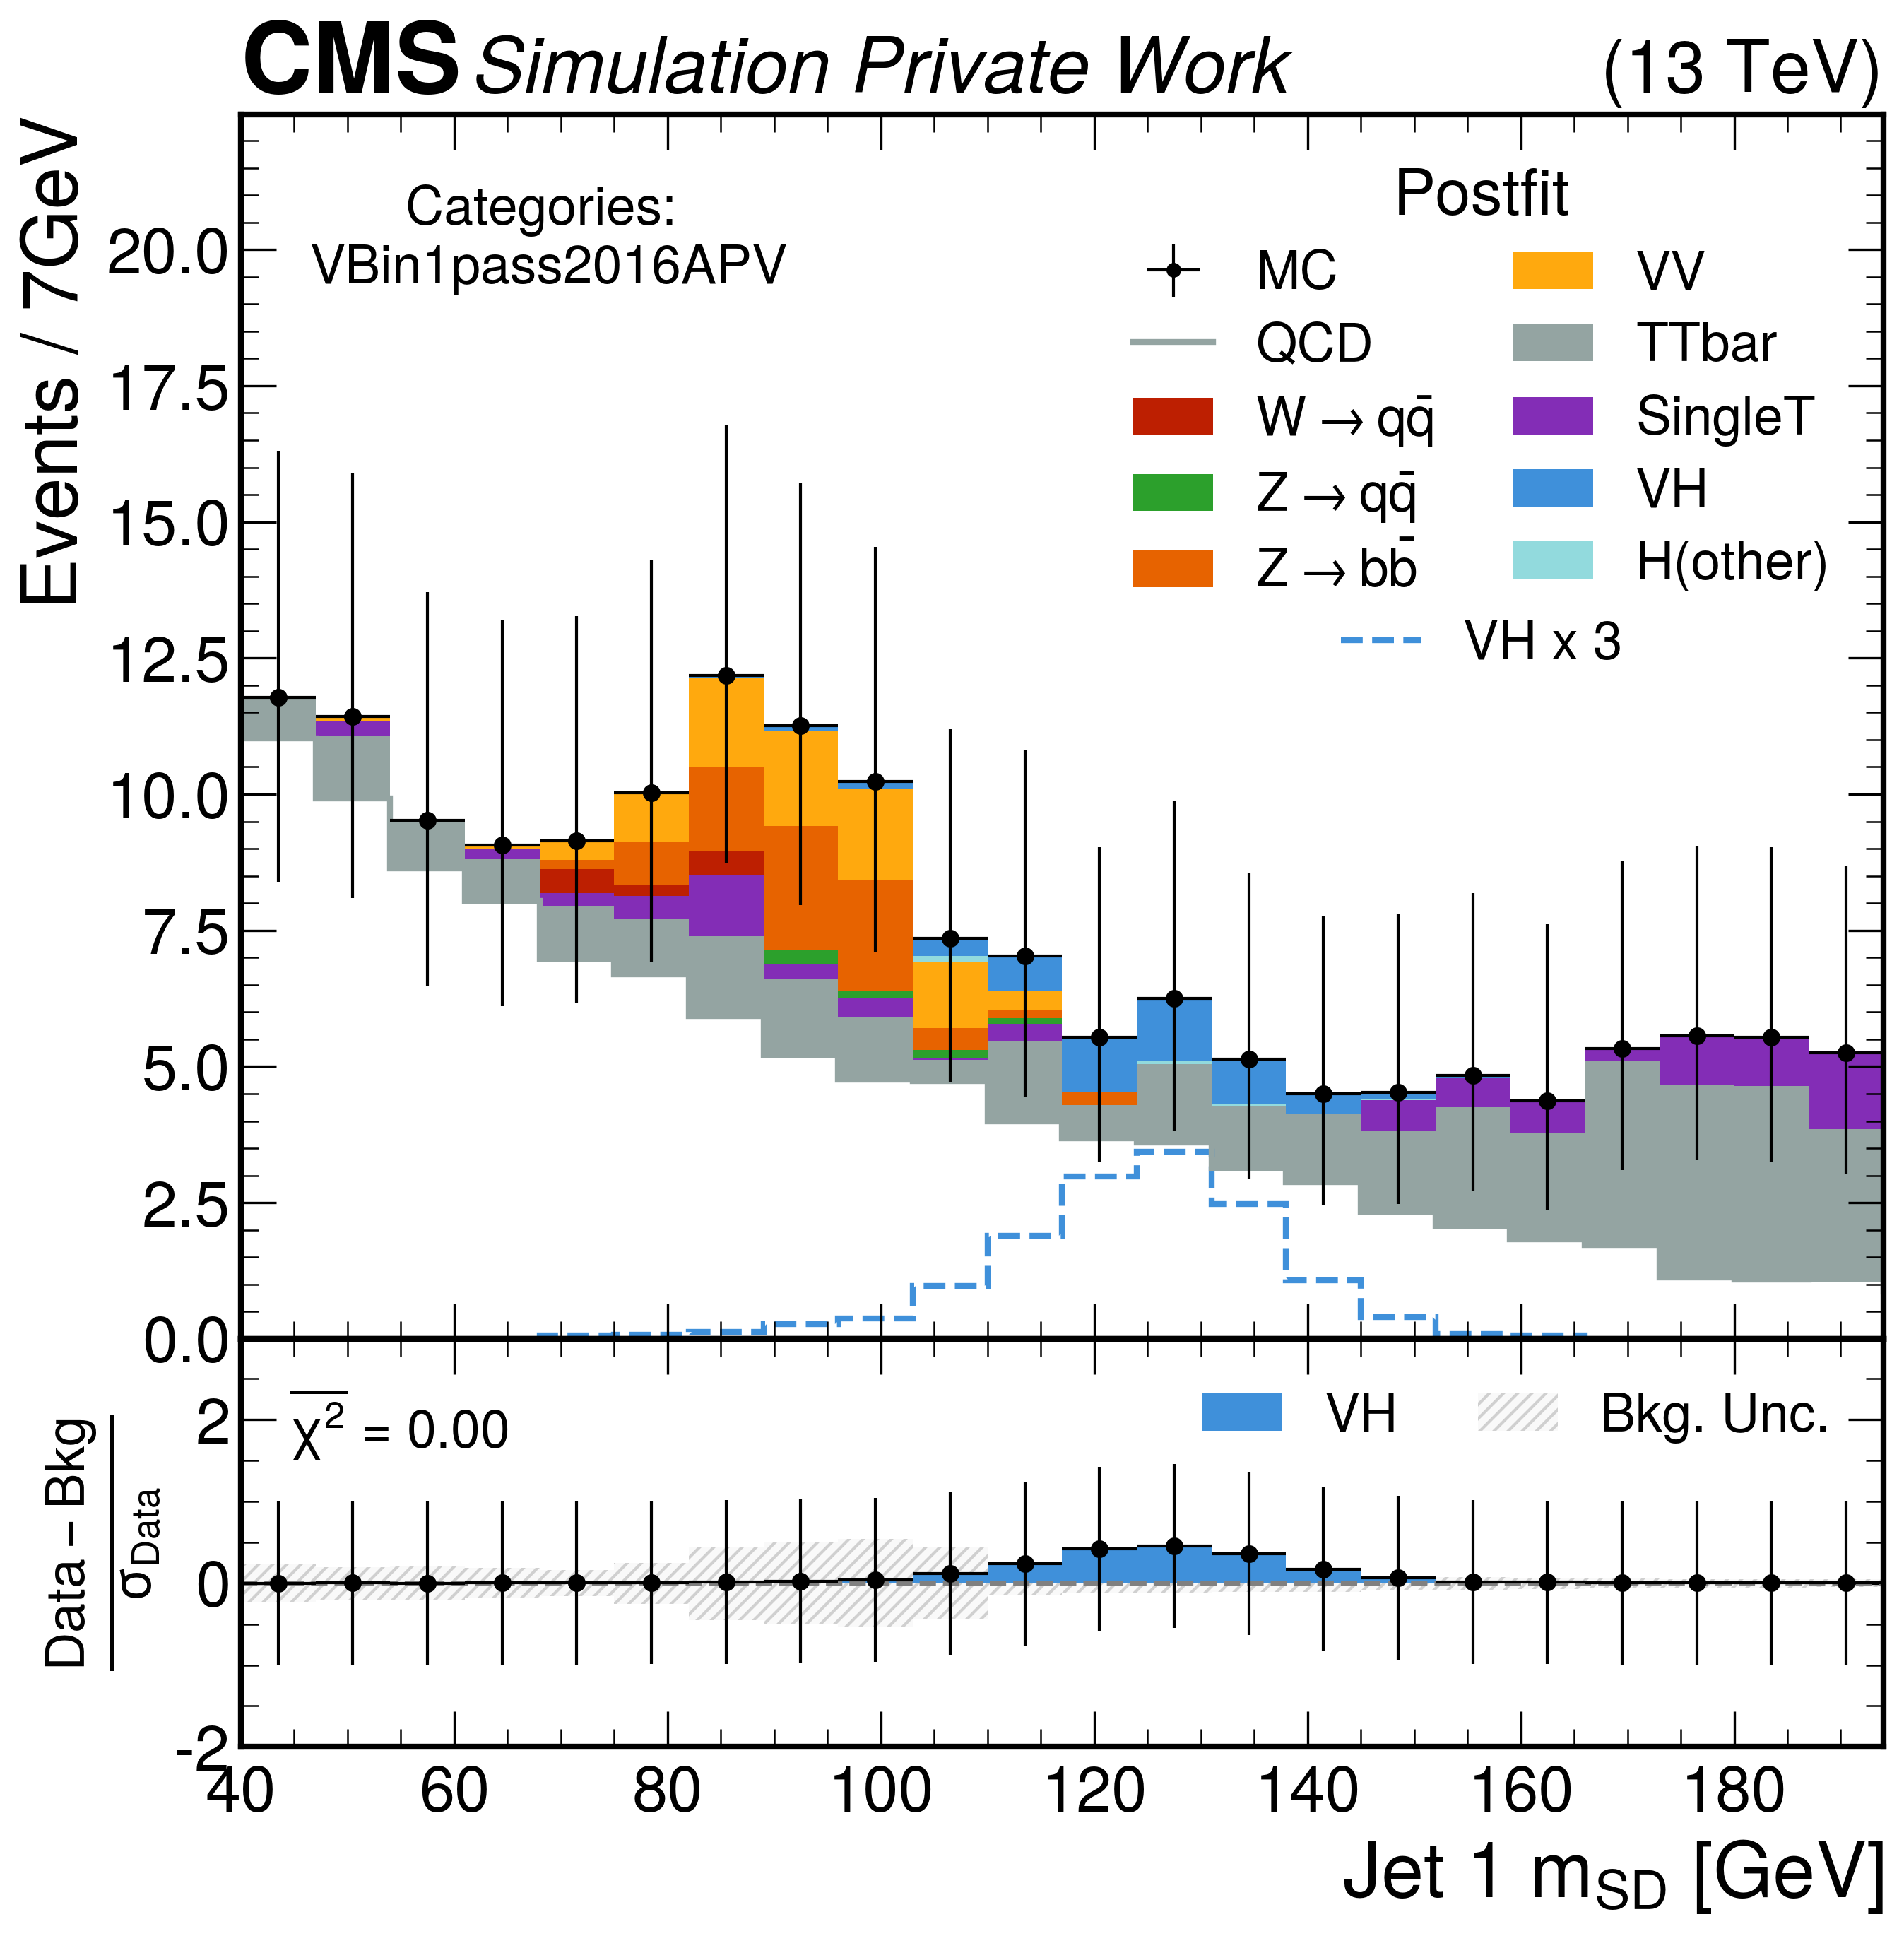 CMS Simulation Private Work (13 TeV)
Events / 7GeV
Categories:
VBin1pass2016APV
Postfit
MC
QCD
W → qq̄
Z → qq̄
Z → bb̄
VV
TTbar
SingleT
VH
H(other)
VH x 3
20.0
17.5
15.0
12.5
10.0
7.5
5.0
2.5
0.0
Data – Bkg
σData
χ² = 0.00
VH
Bkg. Unc.
2
0
-2
40 60 80 100 120 140 160 180
Jet 1 mSD [GeV]